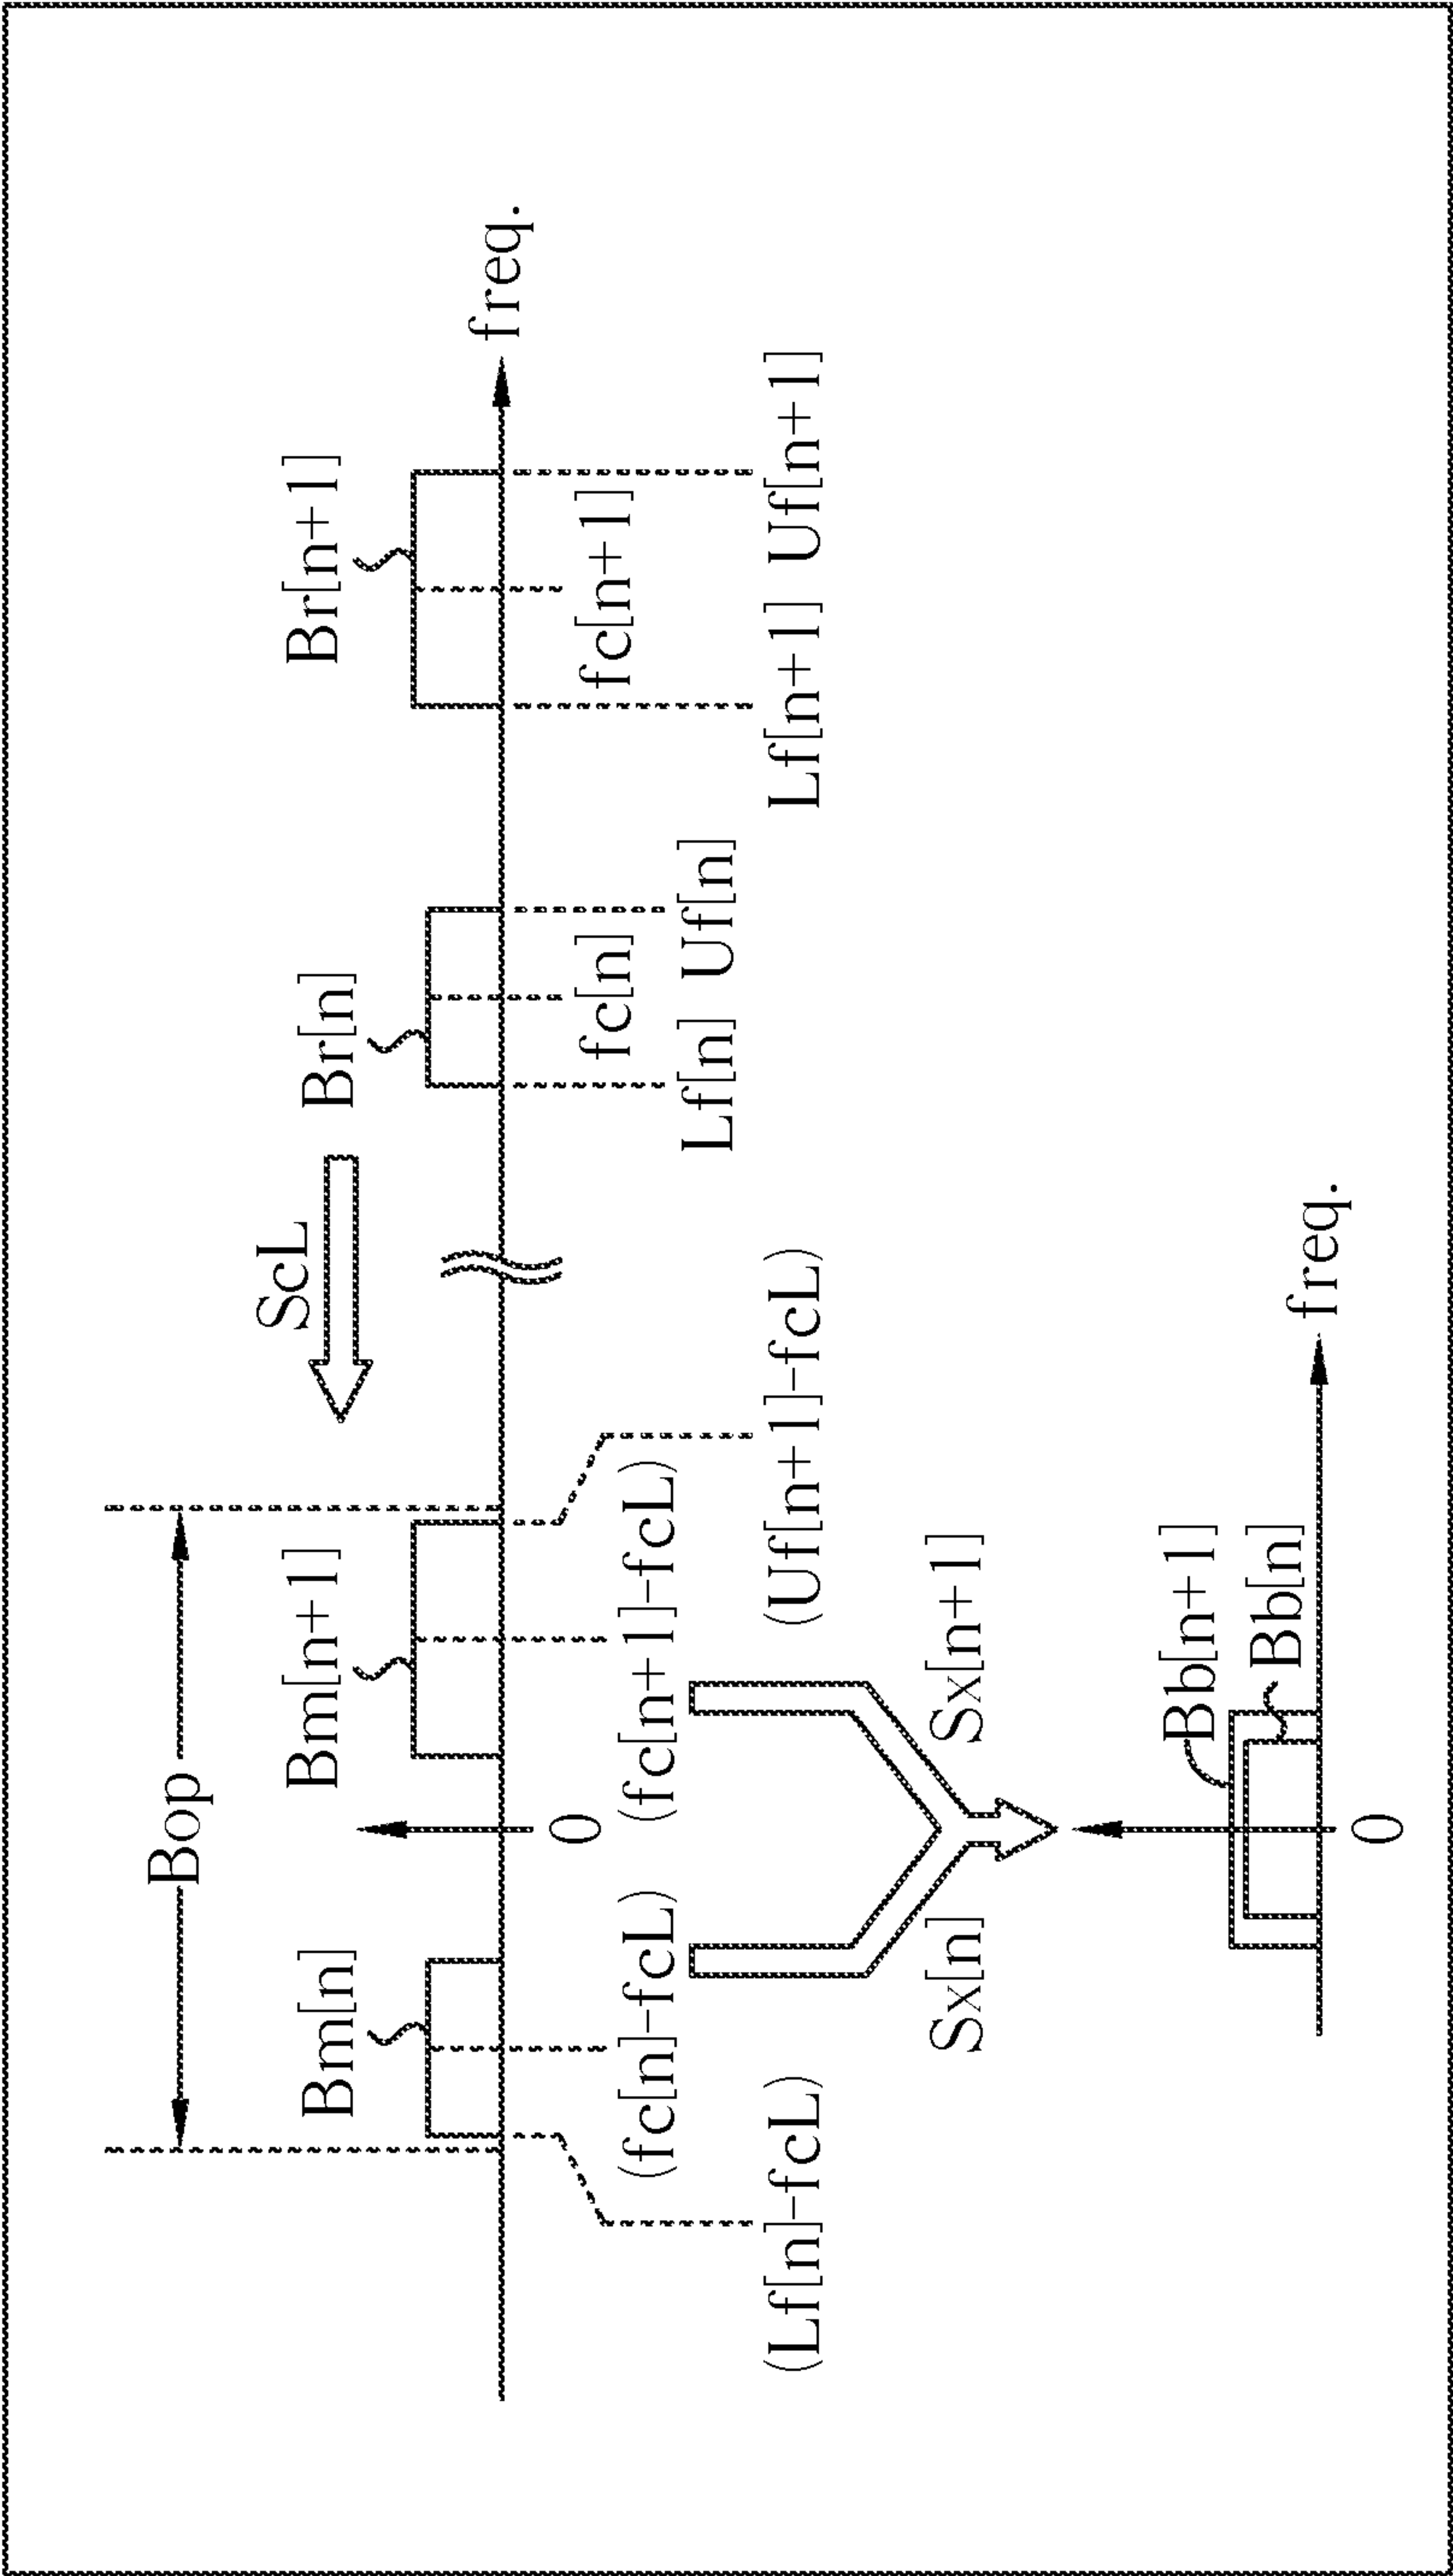 Bop
ScL
Bm[n]
Bm[n+1]
Br[n]
Br[n+1]
freq.
0
(fc[n]-fcL)
(fc[n+1]-fcL)
fc[n]
fc[n+1]
Lf[n]
Uf[n]
(Lf[n]-fcL)
(Uf[n+1]-fcL)
Lf[n+1]
Uf[n+1]
Sx[n]
Sx[n+1]
Bb[n+1]
Bb[n]
freq.
0